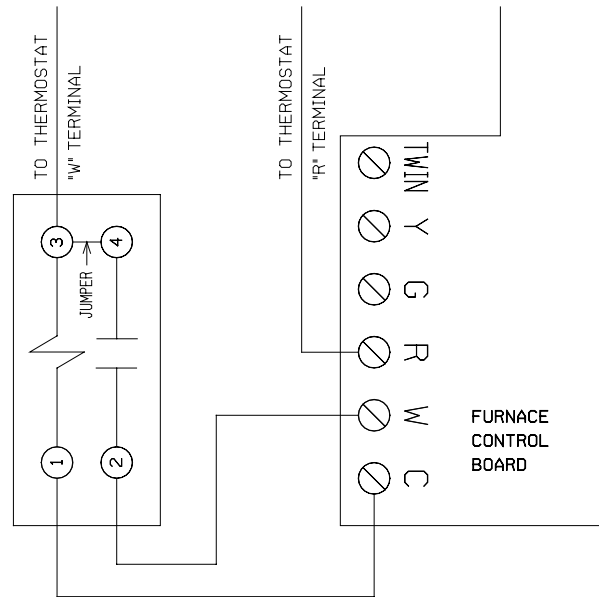 TO THERMOSTAT
"W" TERMINAL
TO THERMOSTAT
"R" TERMINAL
3
4
JUMPER
1
2
TWIN
Y
G
R
W
C
FURNACE
CONTROL
BOARD